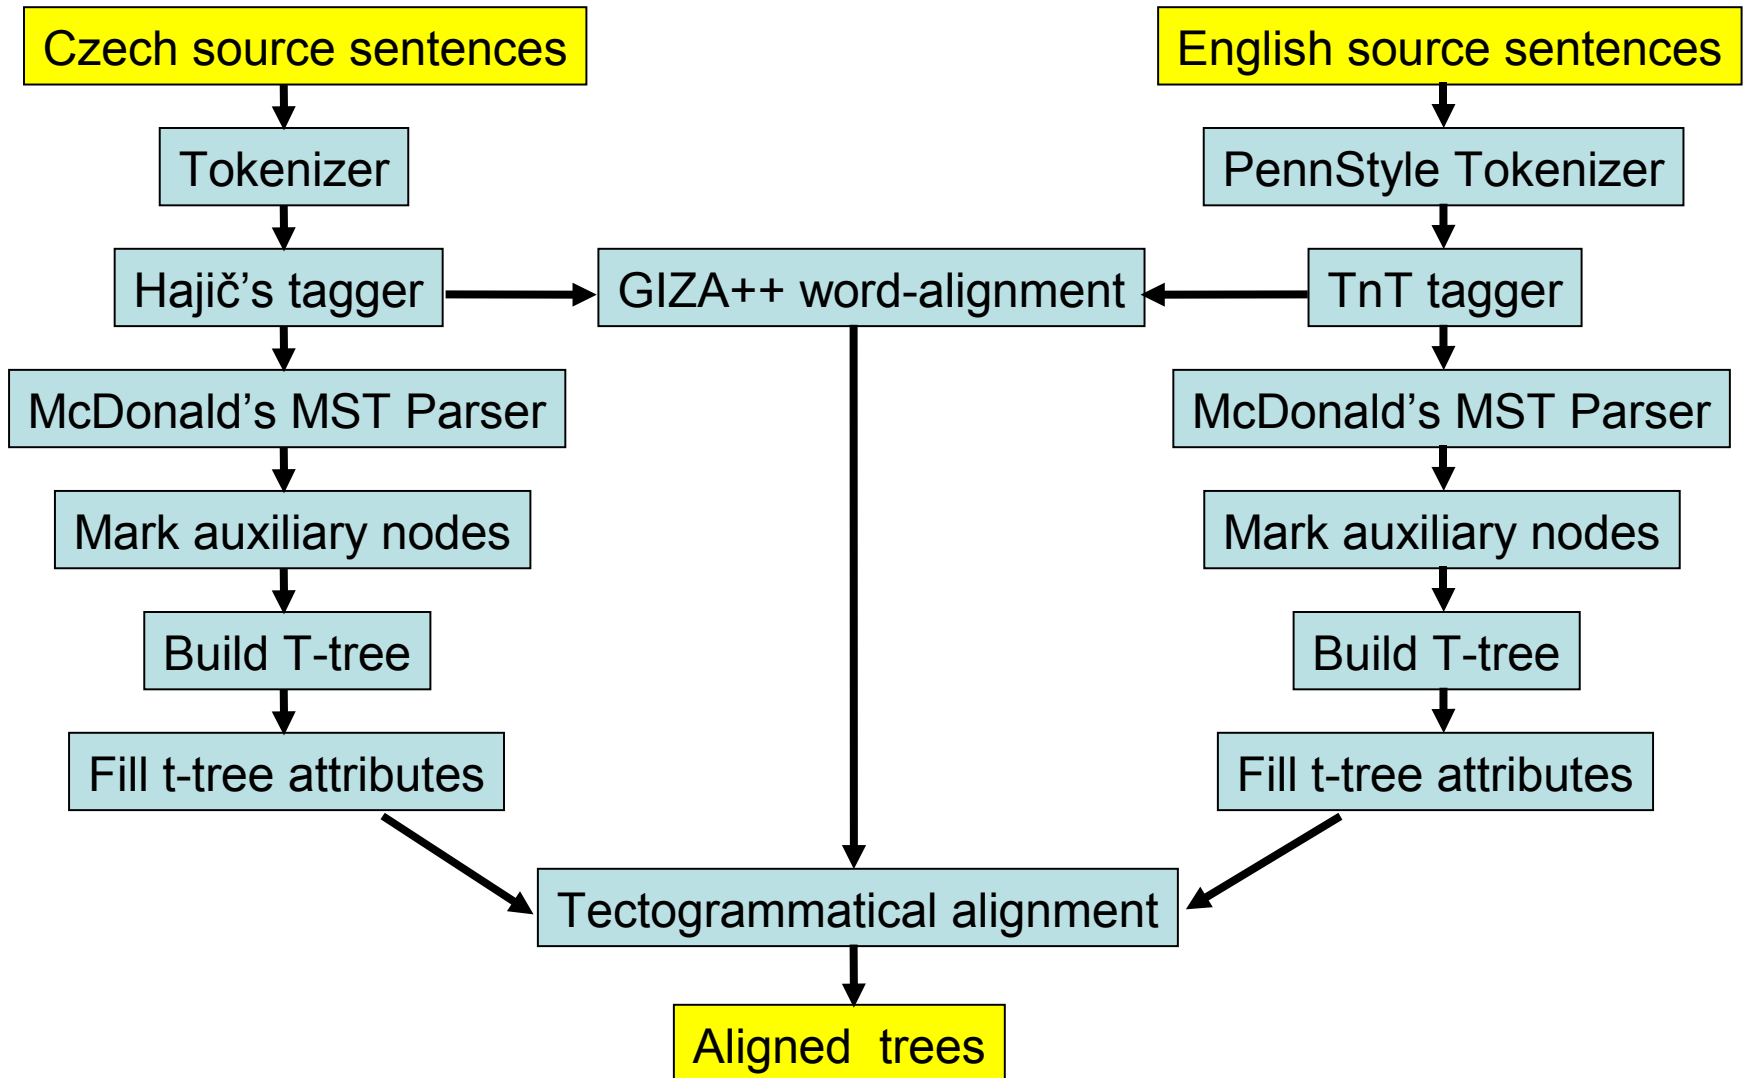 Czech source sentences
English source sentences
Tokenizer
PennStyle Tokenizer
Hajič’s tagger
GIZA++ word-alignment
TnT tagger
McDonald’s MST Parser
McDonald’s MST Parser
Mark auxiliary nodes
Mark auxiliary nodes
Build T-tree
Build T-tree
Fill t-tree attributes
Fill t-tree attributes
Tectogrammatical alignment
Aligned  trees